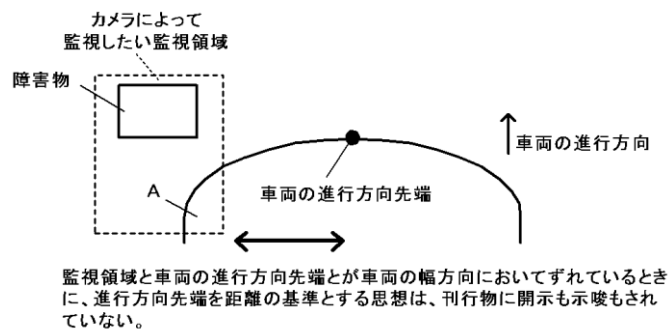 カメラによって
監視したい監視領域
障害物
車両の進行方向
A
車両の進行方向先端
監視領域と車両の進行方向先端とが車両の幅方向においてずれているとき
に、進行方向先端を距離の基準とする思想は、刊行物に開示も示唆もされ
ていない。